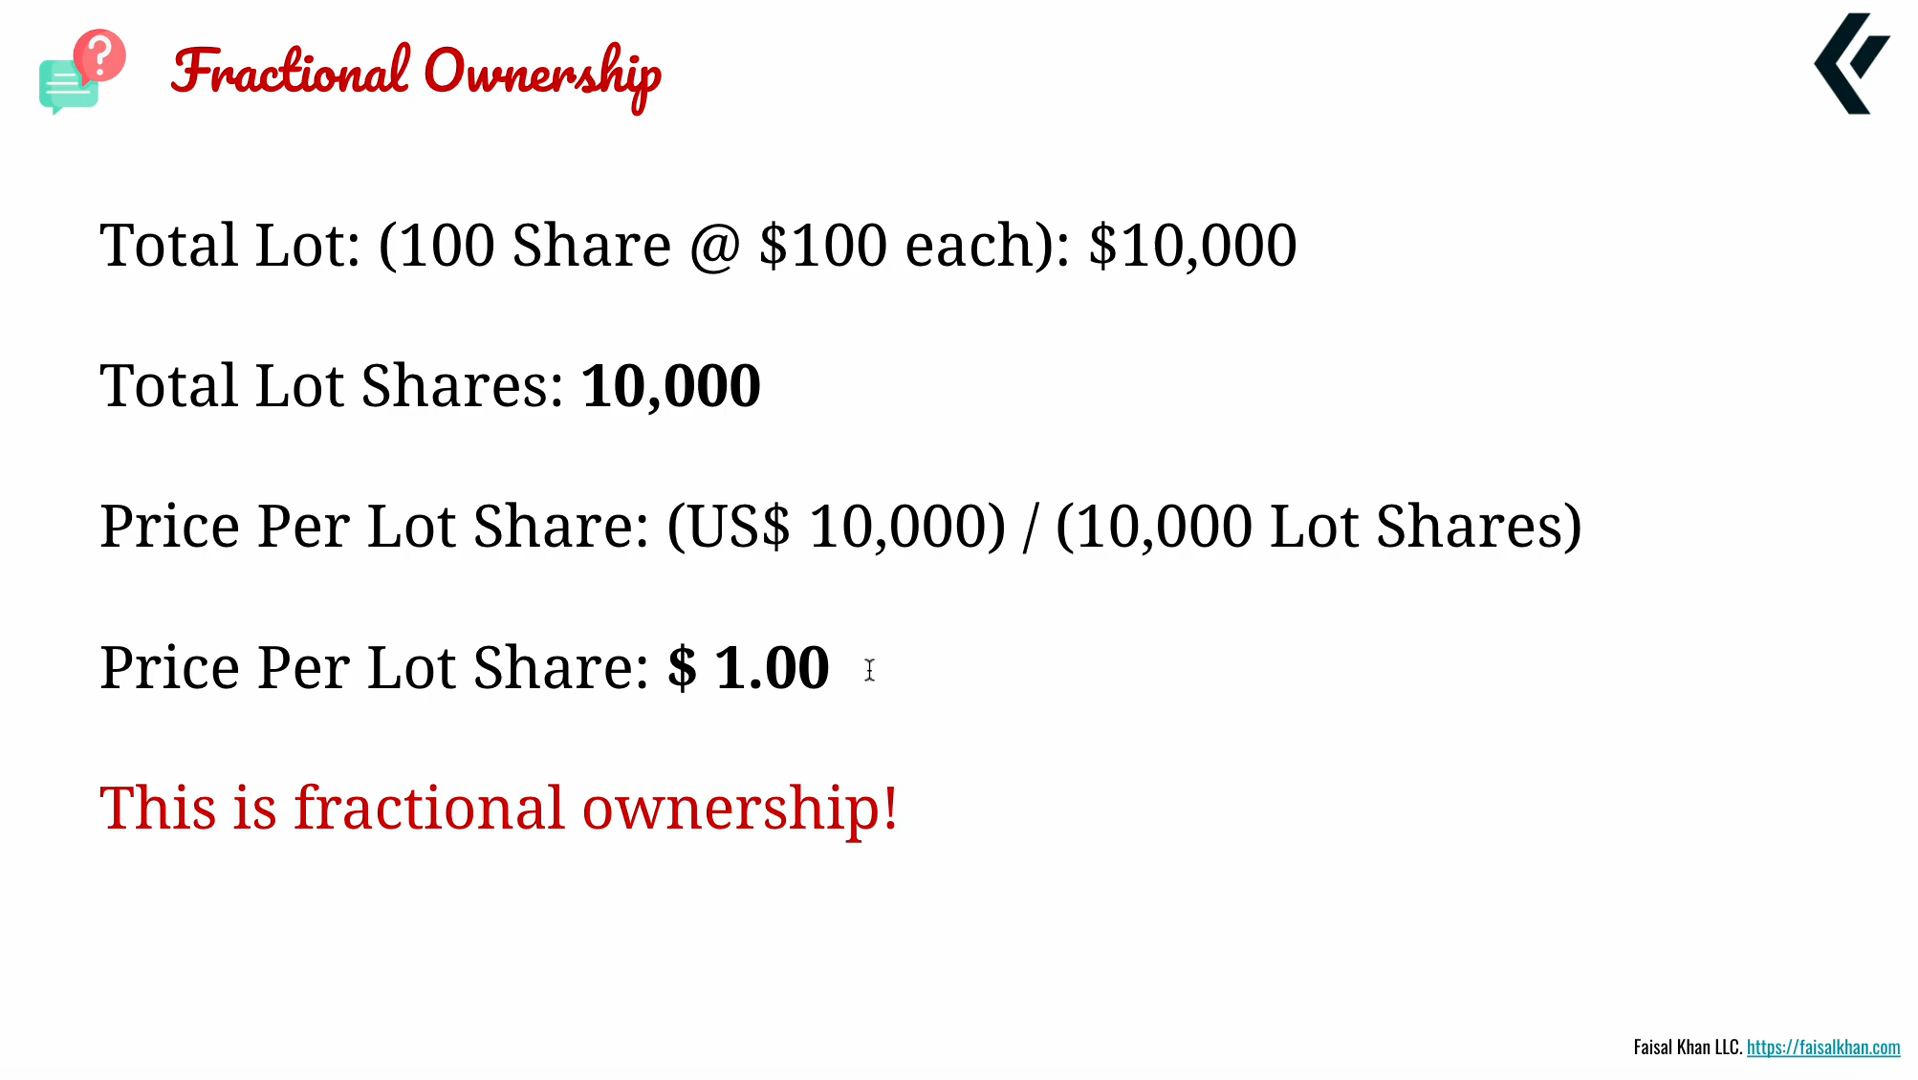 Fractional Ownership
Total Lot: (100 Share @ $100 each): $10,000
Total Lot Shares: 10,000
Price Per Lot Share: (US$ 10,000) / (10,000 Lot Shares)
Price Per Lot Share: $ 1.00
This is fractional ownership!
Faisal Khan LLC. https://faisalkhan.com